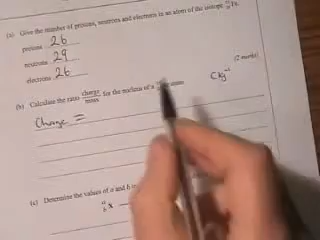 (a) Give the number of protons, neutrons and electrons in an atom of the isotope Fe.
protons 26
neutrons 29
electrons 26
(2 marks)
(b) Calculate the ratio charge/mass for the nucleus of a
C kg⁻¹
Charge =
(c) Determine the values of a and b